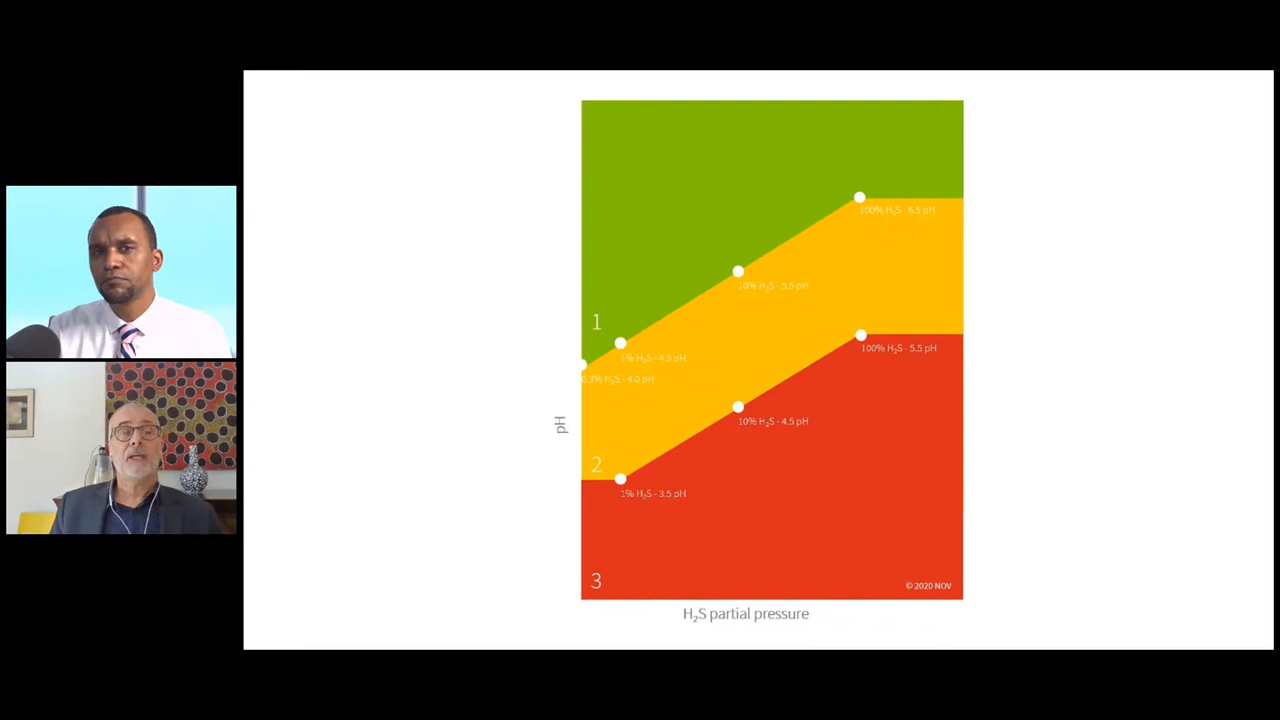 100% H₂S - 6.5 pH
10% H₂S - 5.5 pH
1
1% H₂S - 4.5 pH
0.3% H₂S - 4.0 pH
100% H₂S - 5.5 pH
10% H₂S - 4.5 pH
2
1% H₂S - 3.5 pH
3
© 2020 NOV
pH
H₂S partial pressure